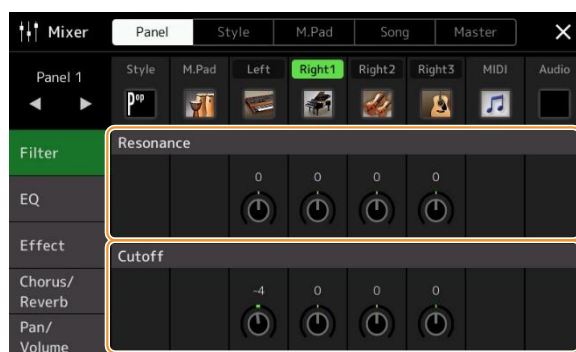 Mixer Panel Style M.Pad Song Master
Panel 1 Style M.Pad Left Right1 Right2 Right3 MIDI Audio
Pop
Filter
EQ
Effect
Chorus/
Reverb
Pan/
Volume
Resonance
0 0 0 0
Cutoff
-4 0 0 0